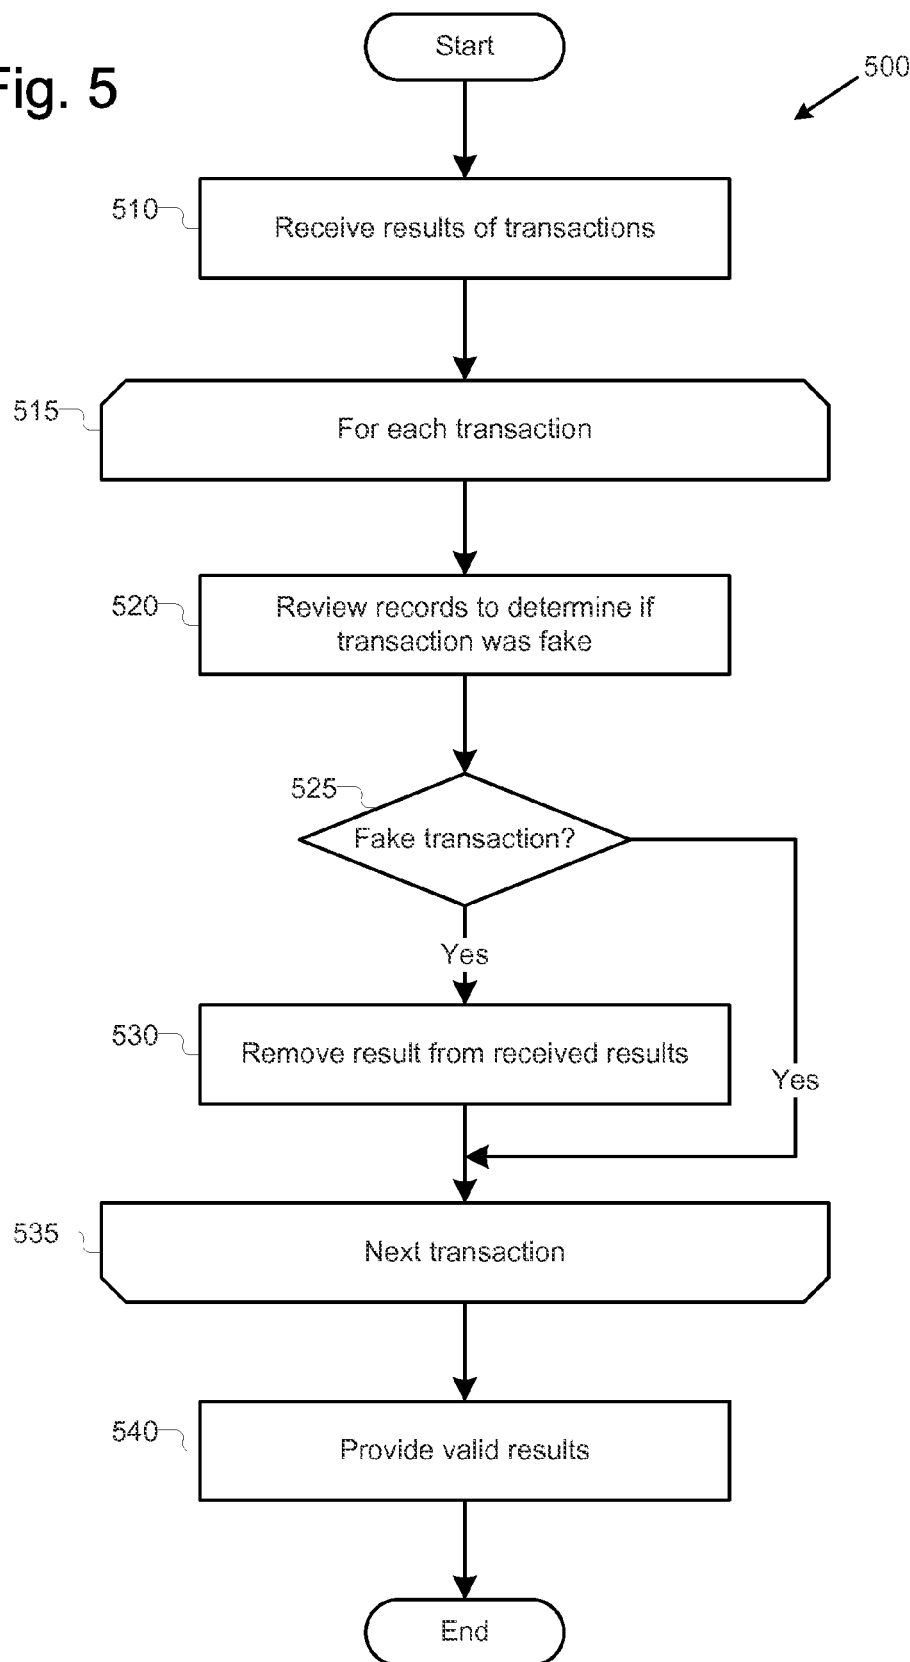 Start
Fig. 5
500
510
Receive results of transactions
515
For each transaction
520
Review records to determine if
transaction was fake
525
Fake transaction?
Yes
530
Remove result from received results
Yes
535
Next transaction
540
Provide valid results
End